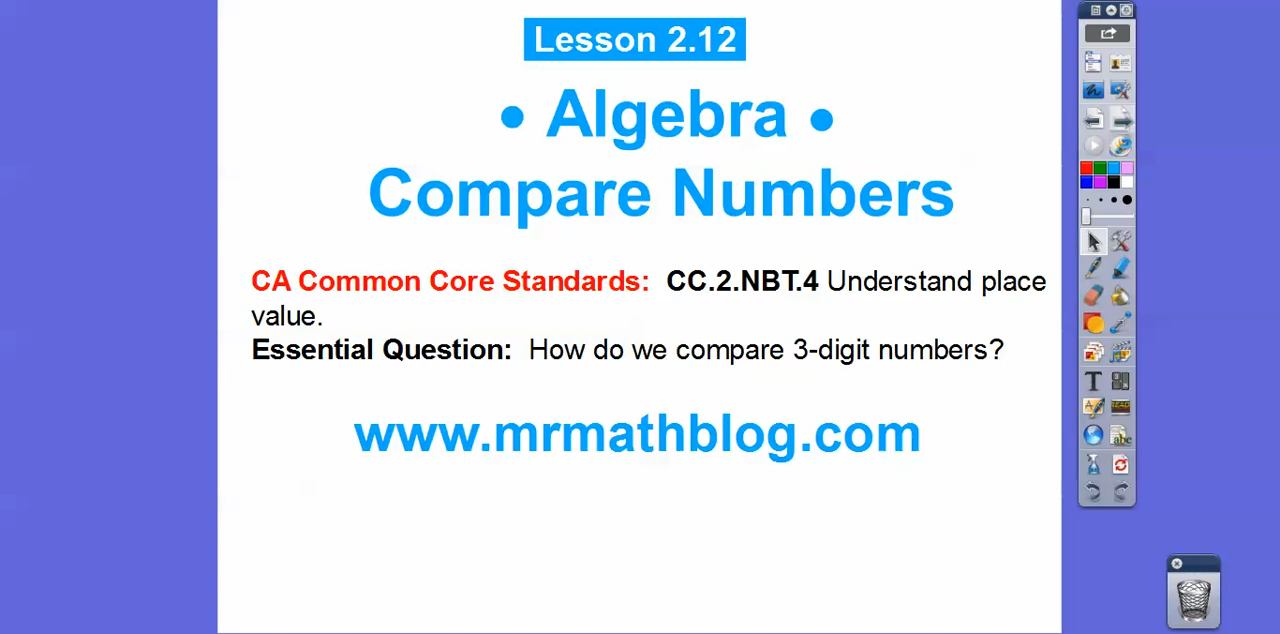 Lesson 2.12
• Algebra •
Compare Numbers
CA Common Core Standards: CC.2.NBT.4 Understand place
value.
Essential Question: How do we compare 3-digit numbers?
www.mrmathblog.com